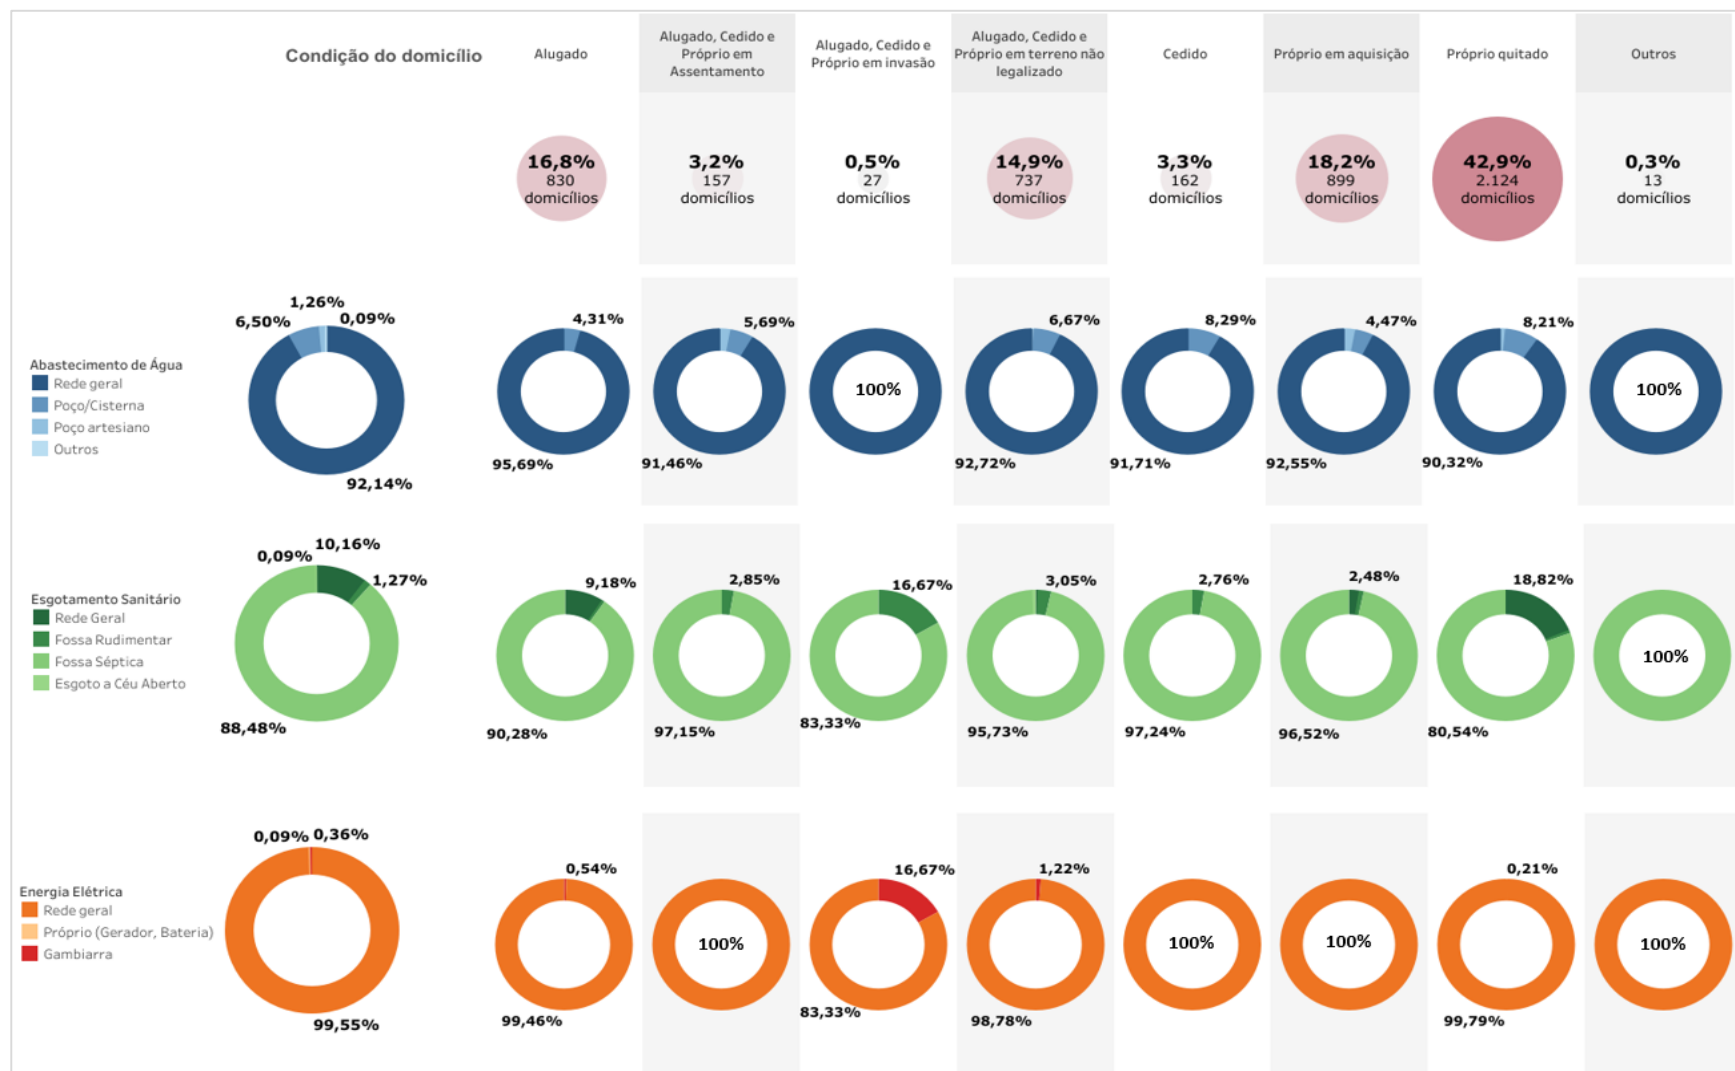 Condição do domicílio
Alugado
Alugado, Cedido e
Próprio em
Assentamento
Alugado, Cedido e
Próprio em invasão
Alugado, Cedido e
Próprio em terreno não
legalizado
Cedido
Próprio em aquisição
Próprio quitado
Outros
16,8%
830
domicílios
3,2%
157
domicílios
0,5%
27
domicílios
14,9%
737
domicílios
3,3%
162
domicílios
18,2%
899
domicílios
42,9%
2.124
domicílios
0,3%
13
domicílios
Abastecimento de Água
Rede geral
Poço/Cisterna
Poço artesiano
Outros
1,26%
6,50%
0,09%
92,14%
4,31%
95,69%
5,69%
91,46%
100%
6,67%
92,72%
8,29%
91,71%
4,47%
92,55%
8,21%
90,32%
100%
Esgotamento Sanitário
Rede Geral
Fossa Rudimentar
Fossa Séptica
Esgoto a Céu Aberto
0,09%
10,16%
1,27%
88,48%
9,18%
90,28%
2,85%
97,15%
16,67%
83,33%
3,05%
95,73%
2,76%
97,24%
2,48%
96,52%
18,82%
80,54%
100%
Energia Elétrica
Rede geral
Próprio (Gerador, Bateria)
Gambiarra
0,09%
0,36%
99,55%
0,54%
99,46%
100%
16,67%
83,33%
1,22%
98,78%
100%
100%
0,21%
99,79%
100%